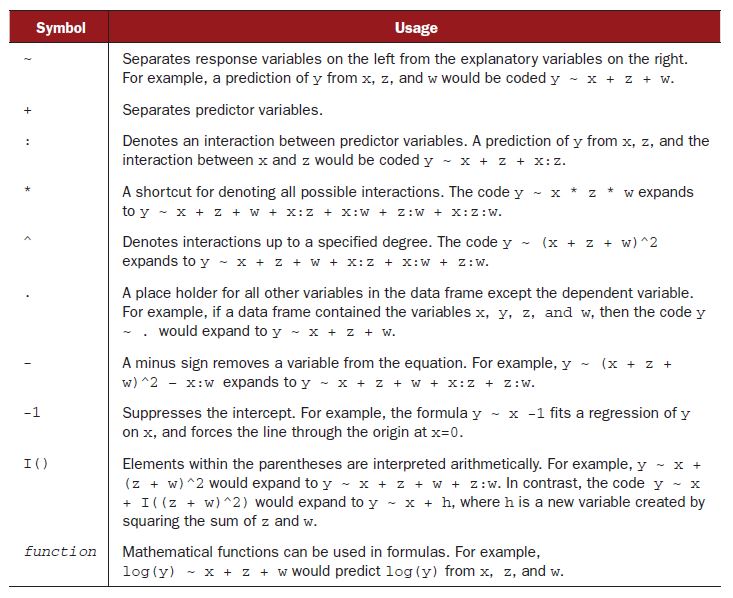 Symbol Usage
~ Separates response variables on the left from the explanatory variables on the right.
For example, a prediction of y from x, z, and w would be coded y ~ x + z + w.
+ Separates predictor variables.
: Denotes an interaction between predictor variables. A prediction of y from x, z, and the
interaction between x and z would be coded y ~ x + z + x:z.
* A shortcut for denoting all possible interactions. The code y ~ x * z * w expands
to y ~ x + z + w + x:z + x:w + z:w + x:z:w.
^ Denotes interactions up to a specified degree. The code y ~ (x + z + w)^2
expands to y ~ x + z + w + x:z + x:w + z:w.
. A place holder for all other variables in the data frame except the dependent variable.
For example, if a data frame contained the variables x, y, z, and w, then the code y
~ . would expand to y ~ x + z + w.
– A minus sign removes a variable from the equation. For example, y ~ (x + z +
w)^2 – x:w expands to y ~ x + z + w + x:z + z:w.
-1 Suppresses the intercept. For example, the formula y ~ x -1 fits a regression of y
on x, and forces the line through the origin at x=0.
I() Elements within the parentheses are interpreted arithmetically. For example, y ~ x +
(z + w)^2 would expand to y ~ x + z + w + z:w. In contrast, the code y ~ x
+ I((z + w)^2) would expand to y ~ x + h, where h is a new variable created by
squaring the sum of z and w.
function Mathematical functions can be used in formulas. For example,
log(y) ~ x + z + w would predict log(y) from x, z, and w.